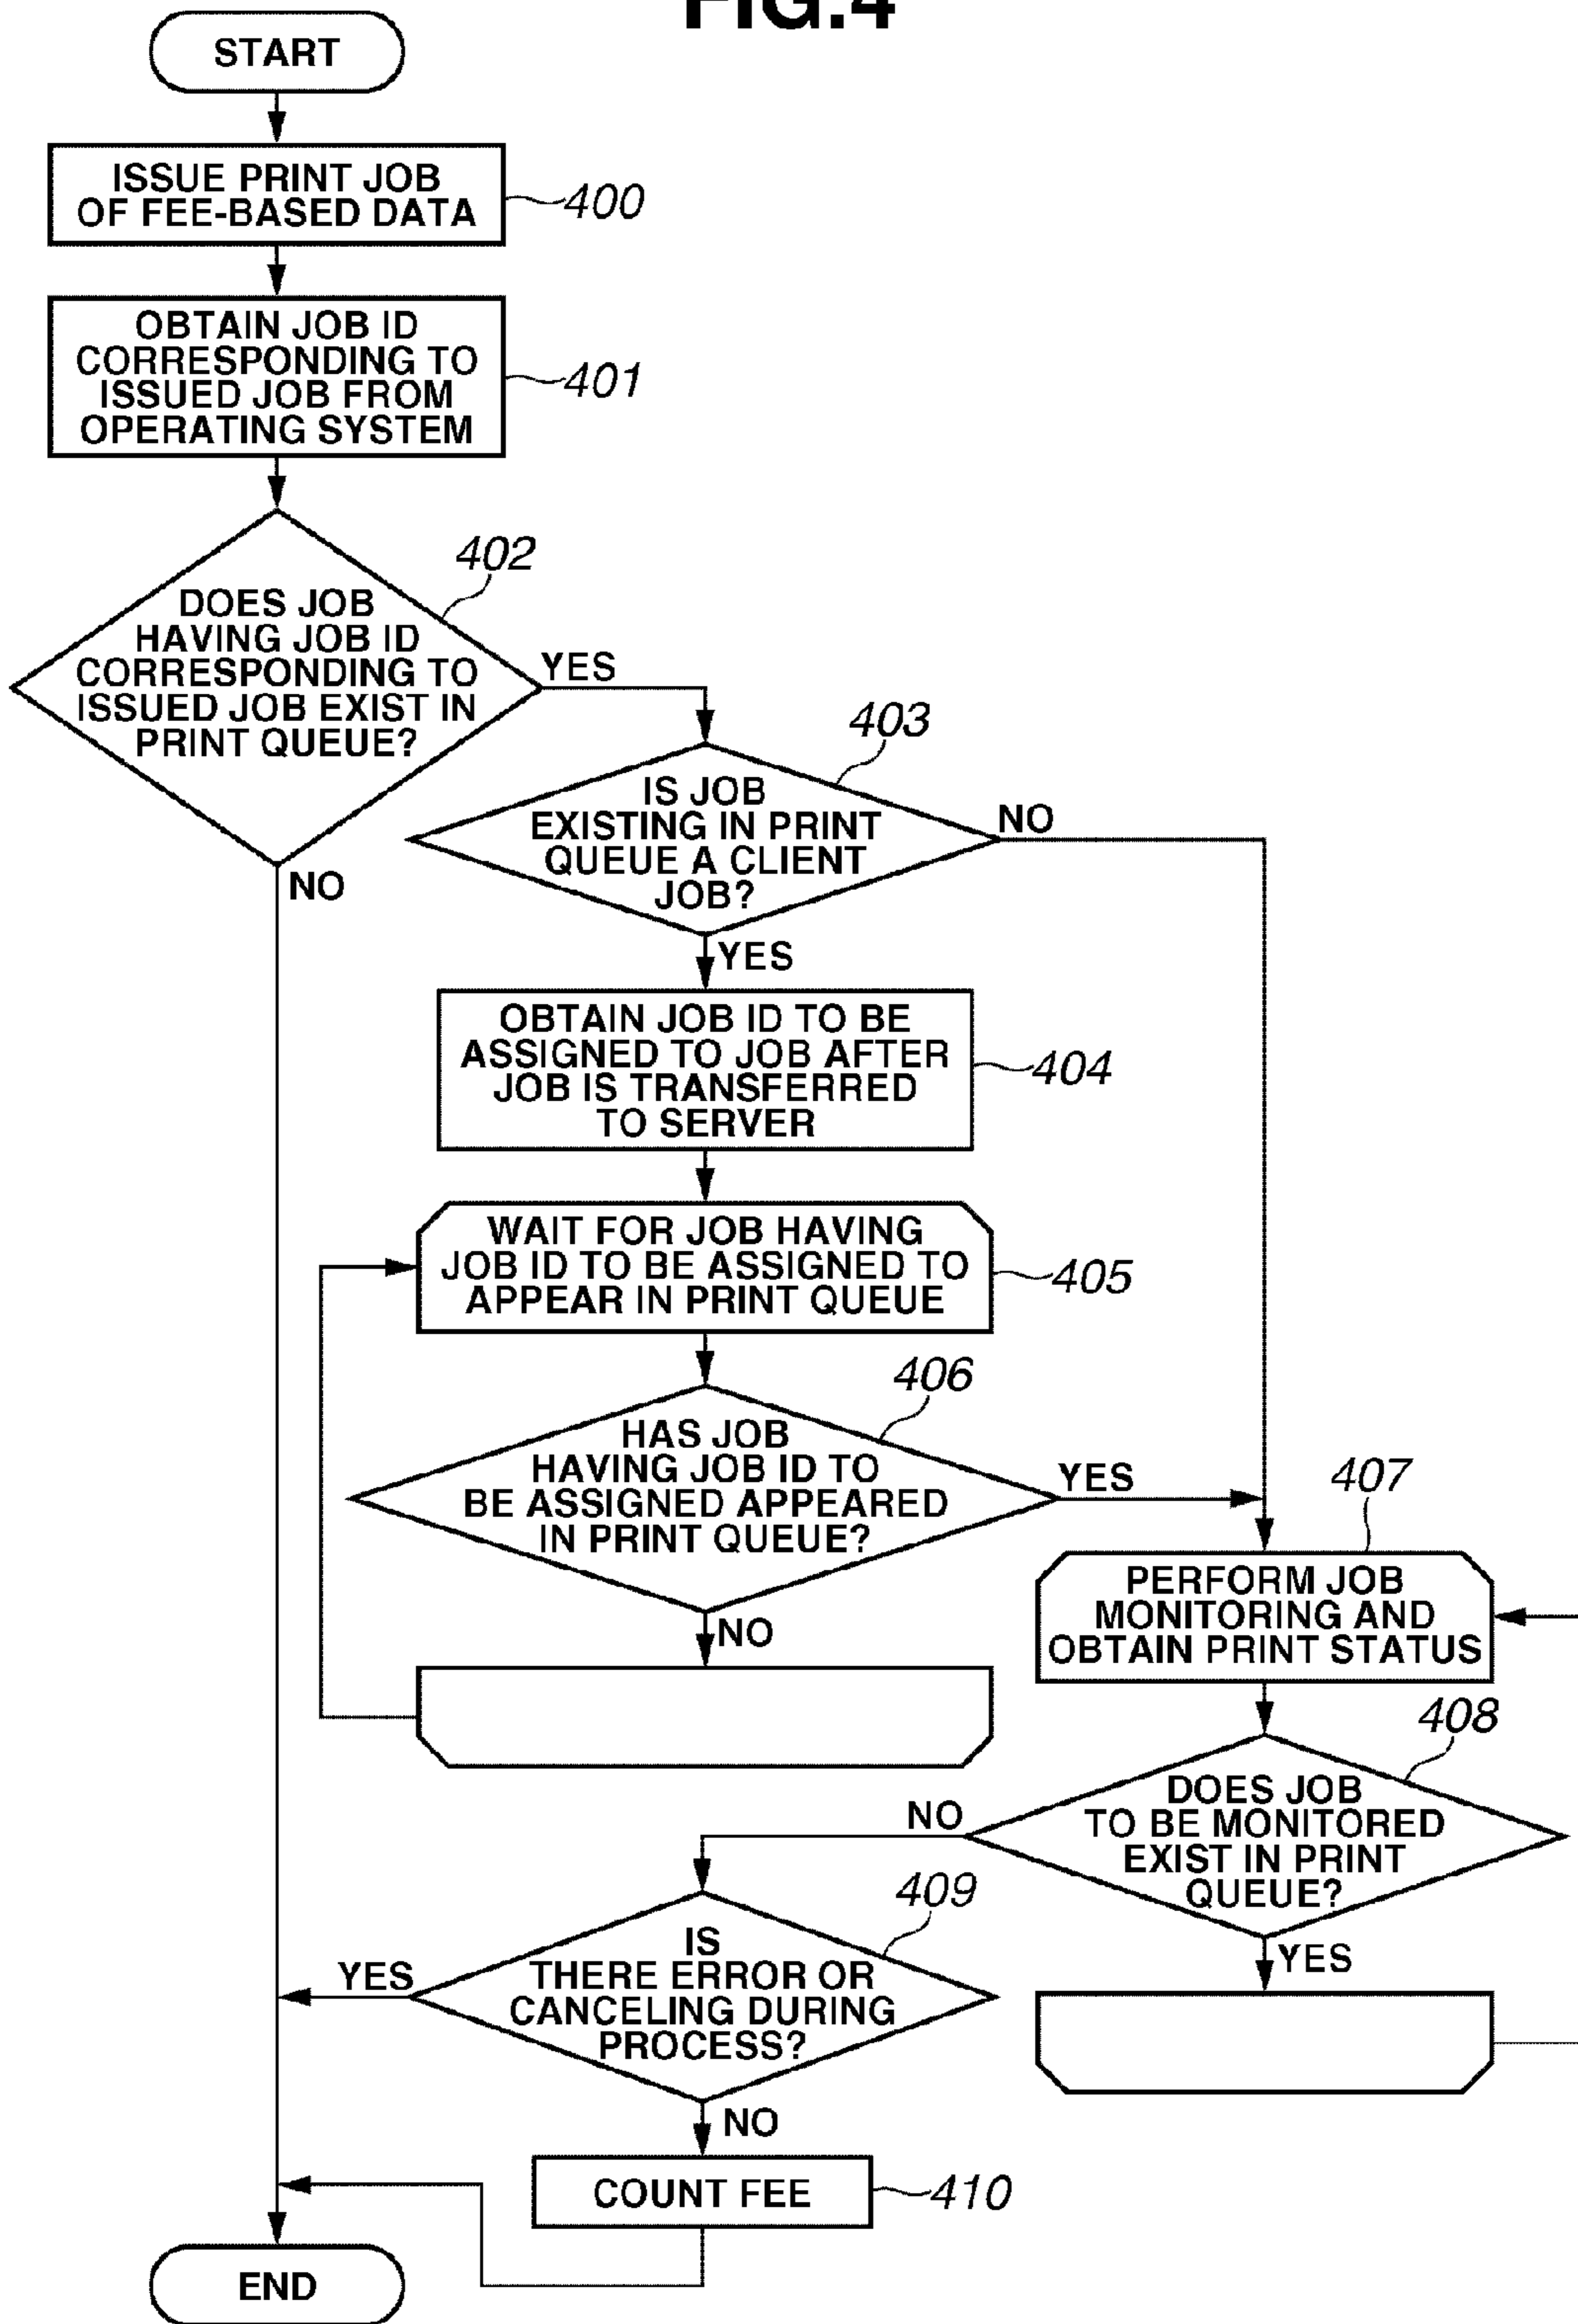 FIG.4
START
ISSUE PRINT JOB
OF FEE-BASED DATA
400
OBTAIN JOB ID
CORRESPONDING TO
ISSUED JOB FROM
OPERATING SYSTEM
401
402
DOES JOB
HAVING JOB ID
CORRESPONDING TO
ISSUED JOB EXIST IN
PRINT QUEUE?
YES
NO
403
IS JOB
EXISTING IN PRINT
QUEUE A CLIENT
JOB?
NO
YES
OBTAIN JOB ID TO BE
ASSIGNED TO JOB AFTER
JOB IS TRANSFERRED
TO SERVER
404
WAIT FOR JOB HAVING
JOB ID TO BE ASSIGNED TO
APPEAR IN PRINT QUEUE
405
406
HAS JOB
HAVING JOB ID TO
BE ASSIGNED APPEARED
IN PRINT QUEUE?
YES
NO
407
PERFORM JOB
MONITORING AND
OBTAIN PRINT STATUS
408
DOES JOB
TO BE MONITORED
EXIST IN PRINT
QUEUE?
NO
YES
409
IS
THERE ERROR OR
CANCELING DURING
PROCESS?
YES
NO
COUNT FEE
410
END